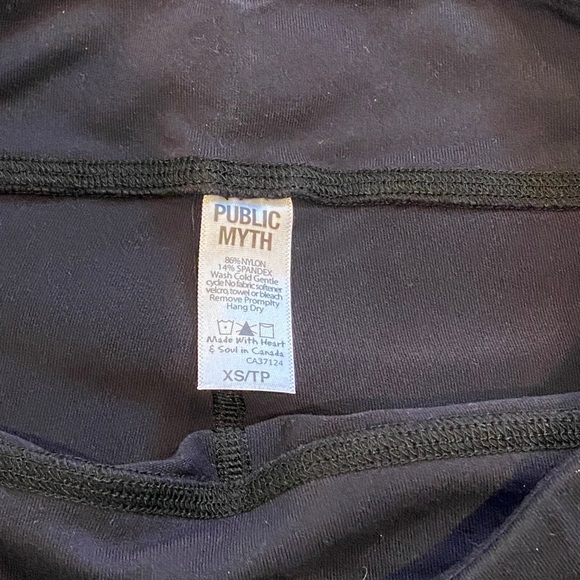 PUBLIC
MYTH
86% NYLON
14% SPANDEX
Wash Cold Gentle
cycle No fabric softener
velcro, towel or bleach
Remove Promplty
Hang Dry
Made With Heart
& Soul in Canada
CA37124
XS/TP